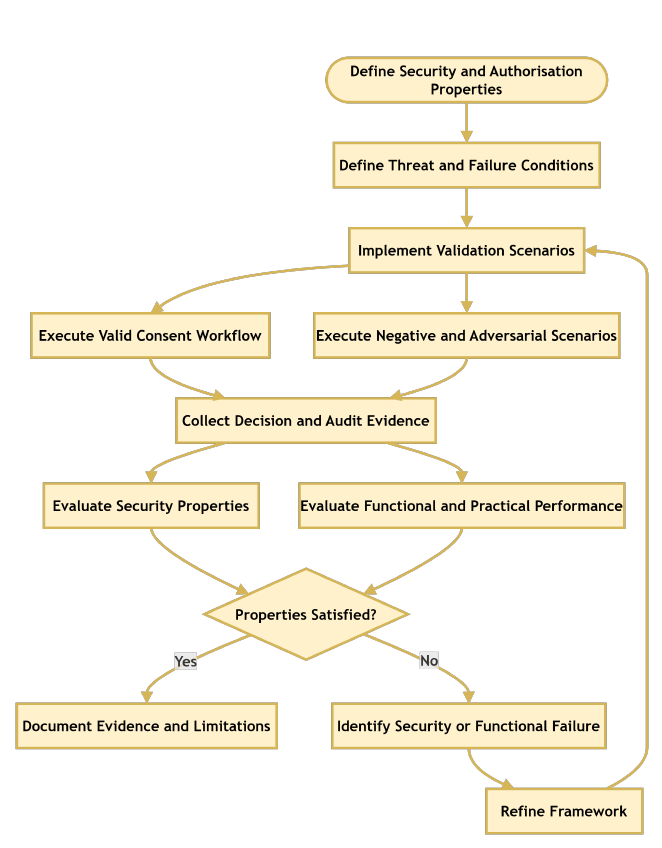 Define Security and Authorisation
Properties
Define Threat and Failure Conditions
Implement Validation Scenarios
Execute Valid Consent Workflow
Execute Negative and Adversarial Scenarios
Collect Decision and Audit Evidence
Evaluate Security Properties
Evaluate Functional and Practical Performance
Properties Satisfied?
Yes
No
Document Evidence and Limitations
Identify Security or Functional Failure
Refine Framework